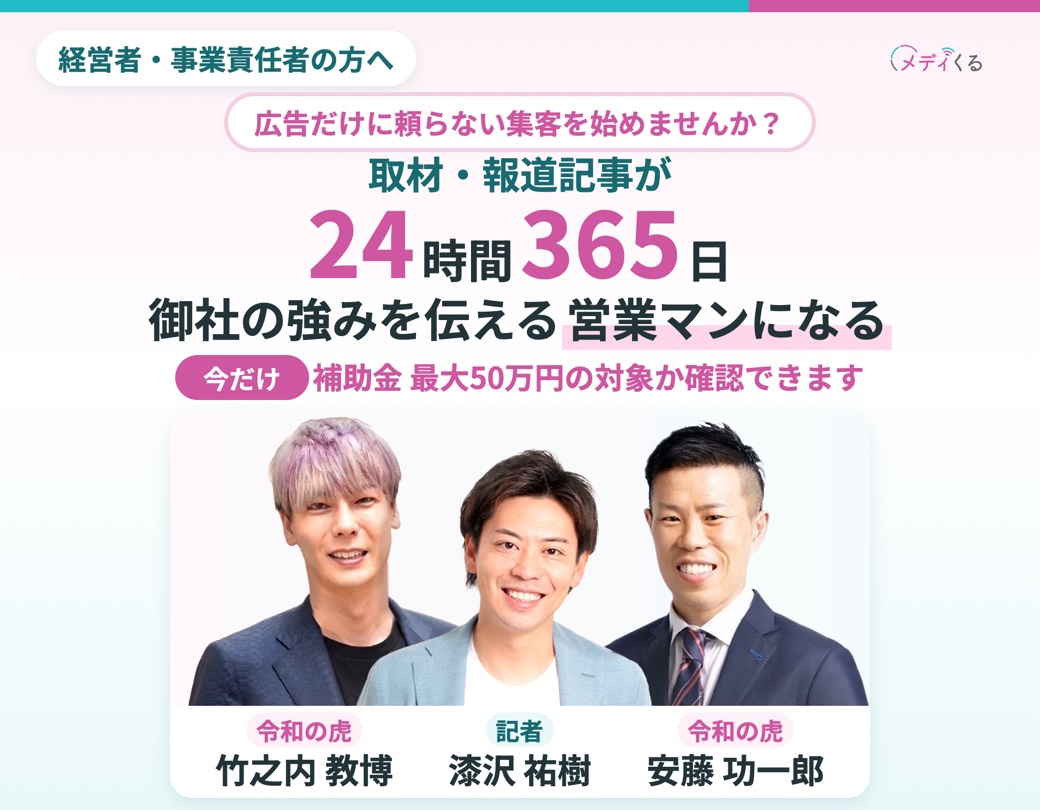 経営者・事業責任者の方へ
メディくる
広告だけに頼らない集客を始めませんか？
取材・報道記事が
24時間365日
御社の強みを伝える営業マンになる
今だけ 補助金 最大50万円の対象か確認できます
令和の虎 記者 令和の虎
竹之内 教博 漆沢 祐樹 安藤 功一郎